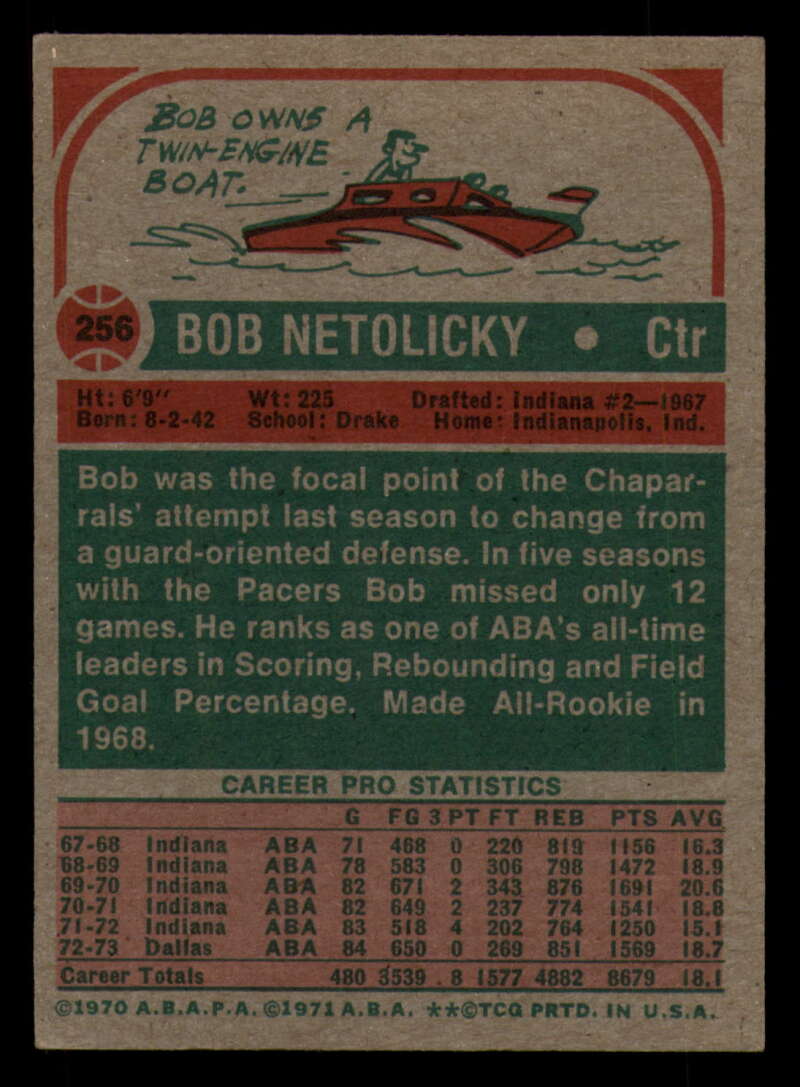 BOB OWNS A
TWIN-ENGINE
BOAT.
256 BOB NETOLICKY • Ctr
Ht: 6'9" Wt: 225 Drafted: Indiana #2—1967
Born: 8-2-42 School: Drake Home: Indianapolis, Ind.
Bob was the focal point of the Chapar-
rals' attempt last season to change from
a guard-oriented defense. In five seasons
with the Pacers Bob missed only 12
games. He ranks as one of ABA's all-time
leaders in Scoring, Rebounding and Field
Goal Percentage. Made All-Rookie in
1968.
CAREER PRO STATISTICS
G FG 3 PT FT REB PTS AVG
67-68 Indiana ABA 71 468 0 220 819 1156 16.3
68-69 Indiana ABA 78 583 0 306 798 1472 18.9
69-70 Indiana ABA 82 671 2 343 876 1691 20.6
70-71 Indiana ABA 82 649 2 237 774 1541 18.8
71-72 Indiana ABA 83 518 4 202 764 1250 15.1
72-73 Dallas ABA 84 650 0 269 851 1569 18.7
Career Totals 480 3539 8 1577 4882 8679 18.1
©1970 A.B.A.P.A. ©1971 A.B.A. **©TCG PRTD. IN U.S.A.